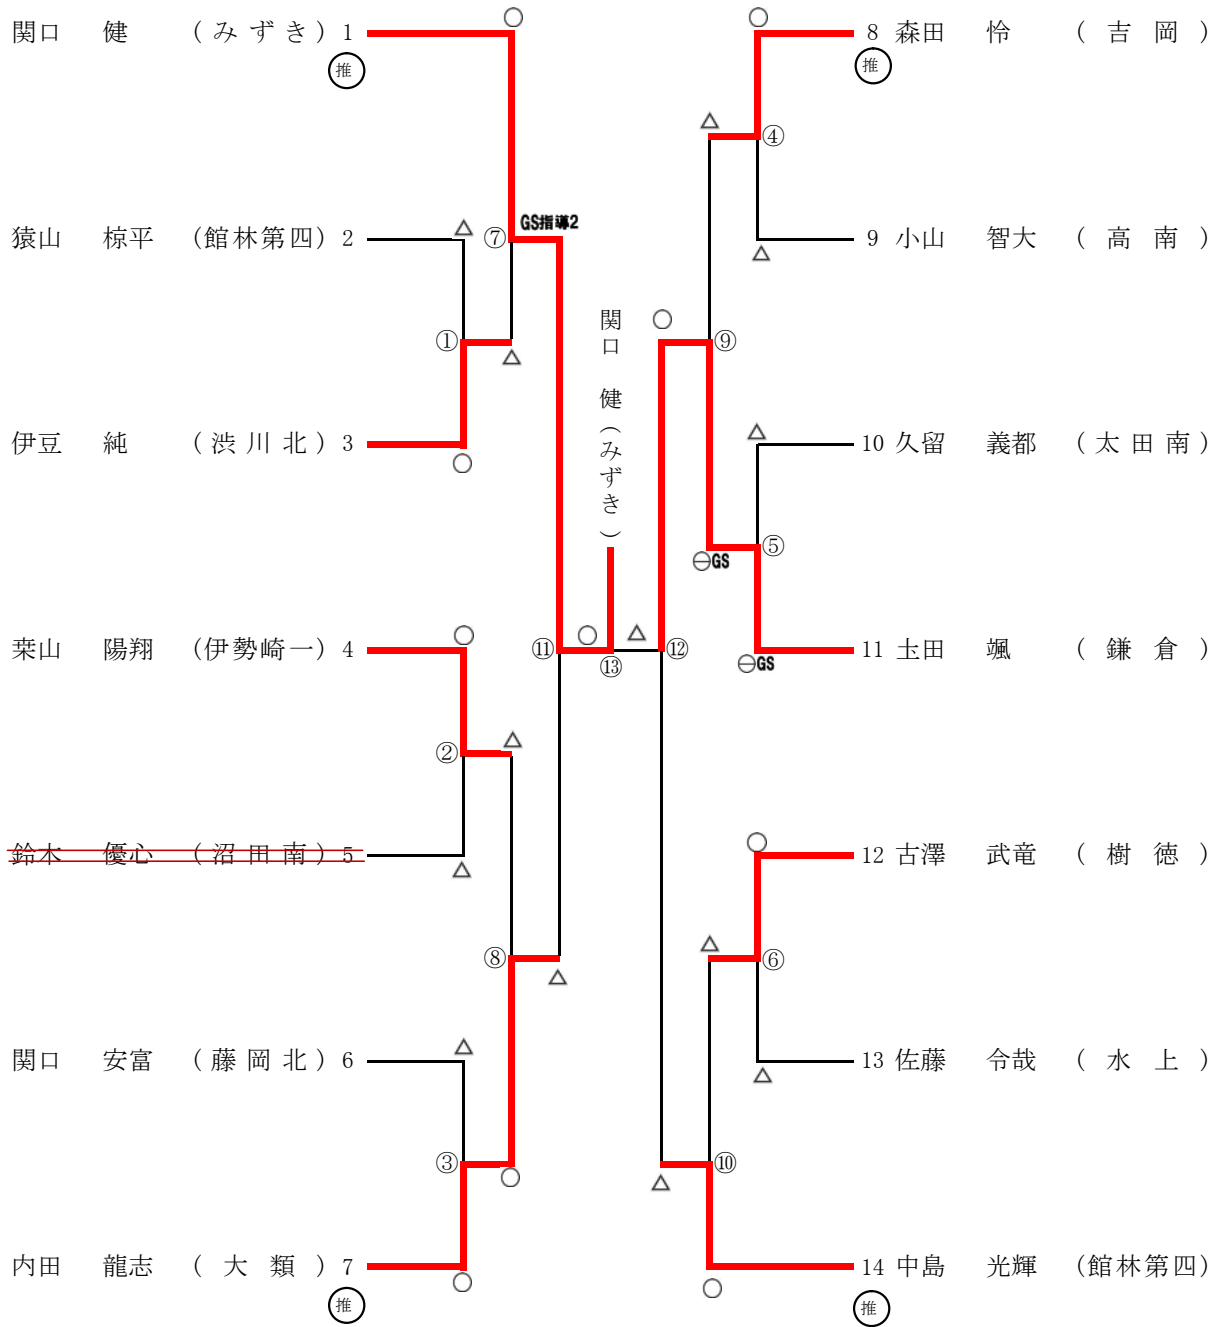 関口 健 (みずき) 1
推
猿山 椋平 (館林第四) 2
伊豆 純 (渋川北) 3
桒山 陽翔 (伊勢崎一) 4
鈴木 優心 (沼田南) 5
関口 安富 (藤岡北) 6
内田 龍志 (大類) 7
推
①
②
③
⑦
GS指導2
⑧
⑪
関口 健(みずき)
⑬
⑫
⑨
⑩
GS
④
⑤
GS
⑥
8 森田 怜 (吉岡)
推
9 小山 智大 (高南)
10 久留 義都 (太田南)
11 土田 颯 (鎌倉)
12 古澤 武竜 (樹徳)
13 佐藤 令哉 (水上)
14 中島 光輝 (館林第四)
推